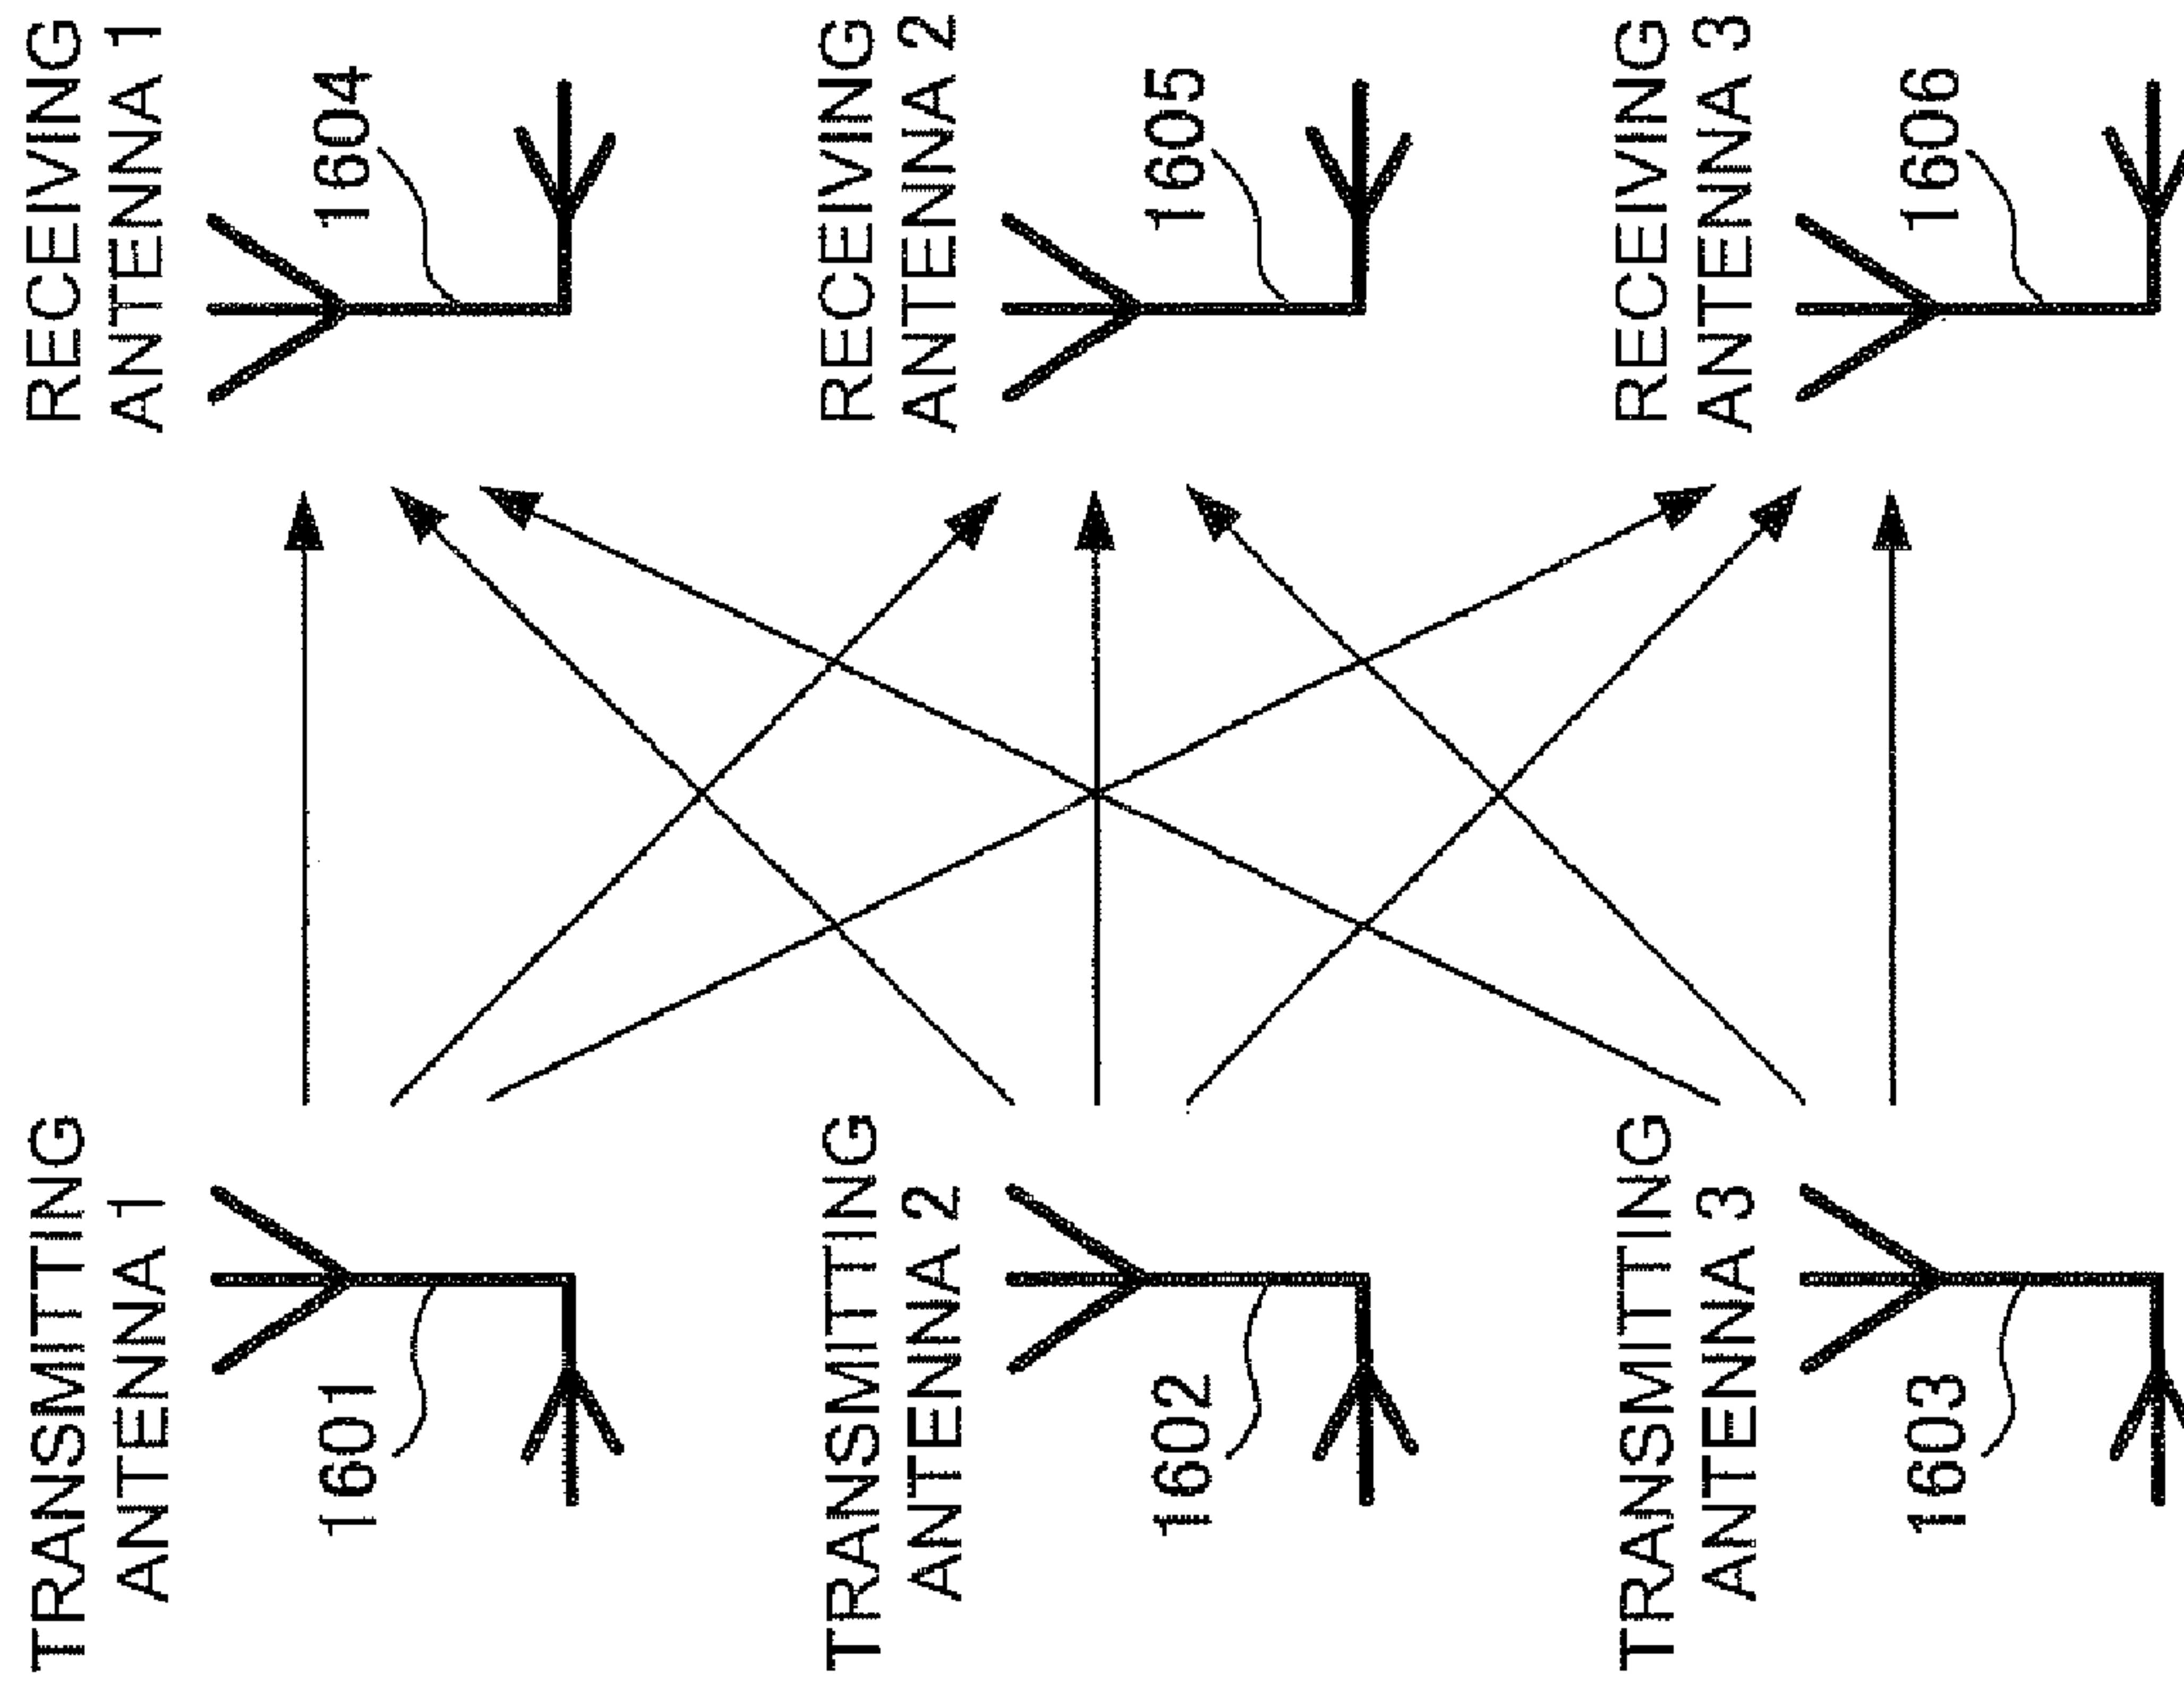 TRANSMITTING
ANTENNA 1
1601
RECEIVING
ANTENNA 1
1604
TRANSMITTING
ANTENNA 2
1602
RECEIVING
ANTENNA 2
1605
TRANSMITTING
ANTENNA 3
1603
RECEIVING
ANTENNA 3
1606